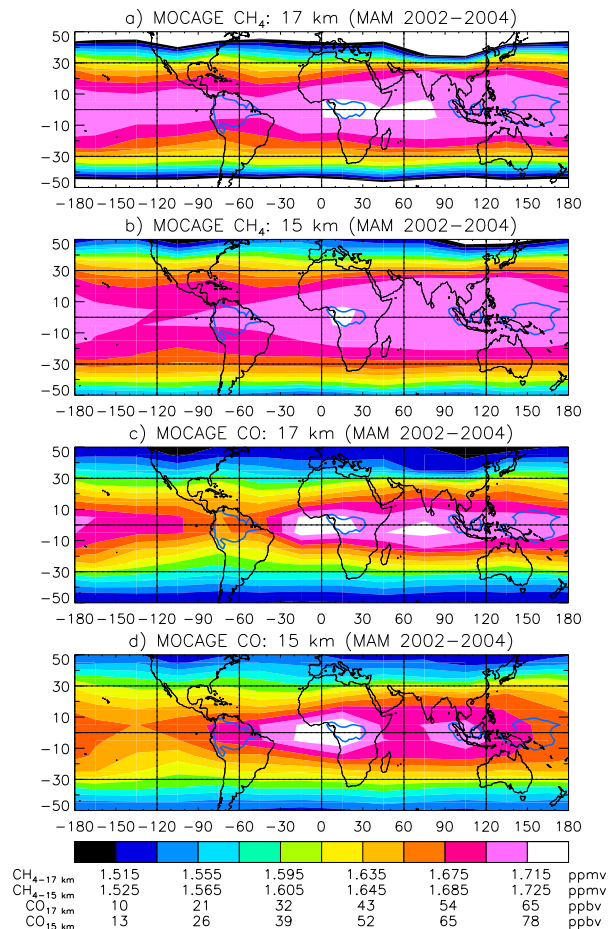 a) MOCAGE CH4: 17 km (MAM 2002−2004)
50
30
10
−10
−30
−50
−180 −150 −120 −90 −60 −30 0 30 60 90 120 150 180
b) MOCAGE CH4: 15 km (MAM 2002−2004)
50
30
10
−10
−30
−50
−180 −150 −120 −90 −60 −30 0 30 60 90 120 150 180
c) MOCAGE CO: 17 km (MAM 2002−2004)
50
30
10
−10
−30
−50
−180 −150 −120 −90 −60 −30 0 30 60 90 120 150 180
d) MOCAGE CO: 15 km (MAM 2002−2004)
50
30
10
−10
−30
−50
−180 −150 −120 −90 −60 −30 0 30 60 90 120 150 180
CH4−17 km 1.515 1.555 1.595 1.635 1.675 1.715 ppmv
CH4−15 km 1.525 1.565 1.605 1.645 1.685 1.725 ppmv
CO17 km 10 21 32 43 54 65 ppbv
CO15 km 13 26 39 52 65 78 ppbv